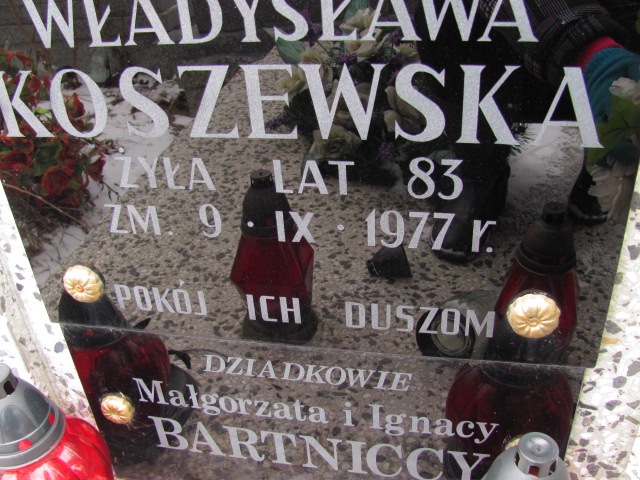 WŁADYSŁAWA
KOSZEWSKA
ŻYŁA LAT 83
ZM. 9 · IX · 1977 r.
POKÓJ ICH DUSZOM
DZIADKOWIE
Małgorzata i Ignacy
BARTNICCY